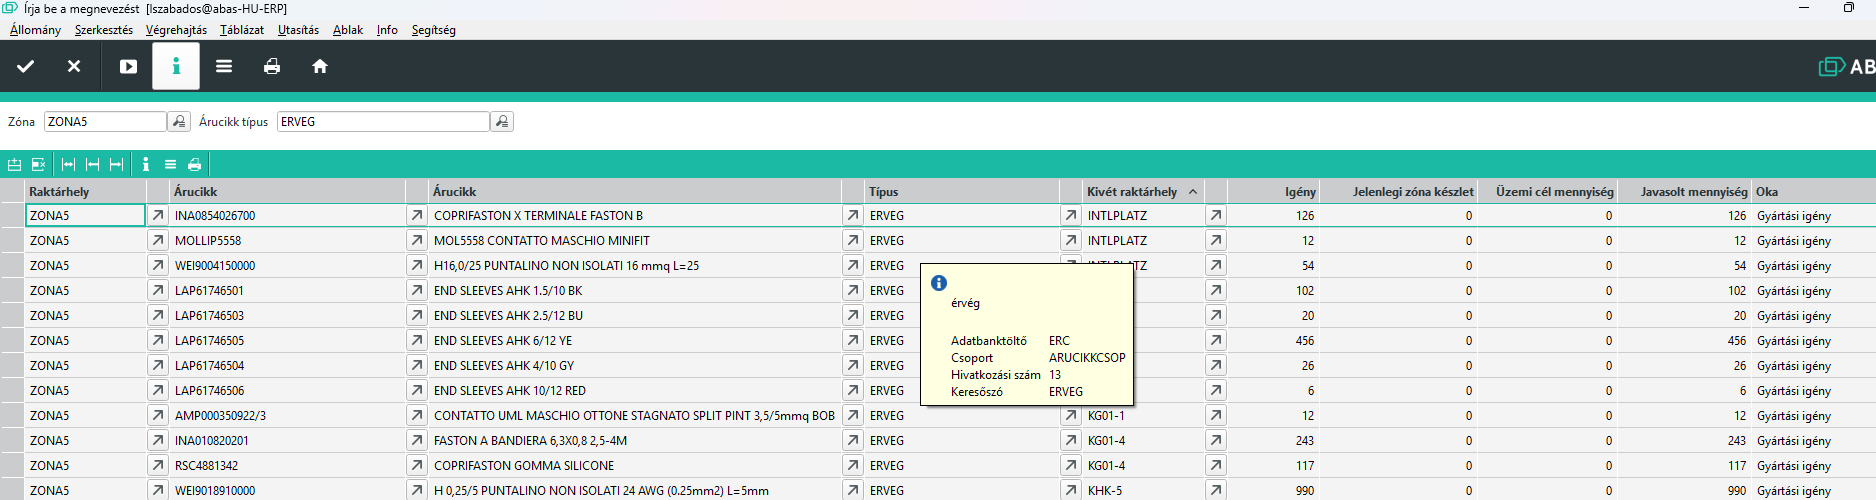 Írja be a megnevezést [lszabados@abas-HU-ERP]
Állomány Szerkesztés Végrehajtás Táblázat Utasítás Ablak Info Segítség
AB
Zóna ZONA5 Árucikk típus ERVEG
Raktárhely Árucikk Árucikk Típus Kivét raktárhely Igény Jelenlegi zóna készlet Üzemi cél mennyiség Javasolt mennyiség Oka
ZONA5 INA0854026700 COPRIFASTON X TERMINALE FASTON B ERVEG INTLPLATZ 126 0 0 126 Gyártási igény
ZONA5 MOLLIP5558 MOL5558 CONTATTO MASCHIO MINIFIT ERVEG INTLPLATZ 12 0 0 12 Gyártási igény
ZONA5 WEI9004150000 H16,0/25 PUNTALINO NON ISOLATI 16 mmq L=25 ERVEG 54 0 0 54 Gyártási igény
ZONA5 LAP61746501 END SLEEVES AHK 1.5/10 BK ERVEG 102 0 0 102 Gyártási igény
ZONA5 LAP61746503 END SLEEVES AHK 2.5/12 BU ERVEG 20 0 0 20 Gyártási igény
ZONA5 LAP61746505 END SLEEVES AHK 6/12 YE ERVEG 456 0 0 456 Gyártási igény
ZONA5 LAP61746504 END SLEEVES AHK 4/10 GY ERVEG 26 0 0 26 Gyártási igény
ZONA5 LAP61746506 END SLEEVES AHK 10/12 RED ERVEG 6 0 0 6 Gyártási igény
ZONA5 AMP000350922/3 CONTATTO UML MASCHIO OTTONE STAGNATO SPLIT PINT 3,5/5mmq BOB ERVEG KG01-1 12 0 0 12 Gyártási igény
ZONA5 INA010820201 FASTON A BANDIERA 6,3X0,8 2,5-4M ERVEG KG01-4 243 0 0 243 Gyártási igény
ZONA5 RSC4881342 COPRIFASTON GOMMA SILICONE ERVEG KG01-4 117 0 0 117 Gyártási igény
ZONA5 WEI9018910000 H 0,25/5 PUNTALINO NON ISOLATI 24 AWG (0.25mm2) L=5mm ERVEG KHK-5 990 0 0 990 Gyártási igény
érvég
Adatbanktöltő ERC
Csoport ARUCIKKCSOP
Hivatkozási szám 13
Keresőszó ERVEG